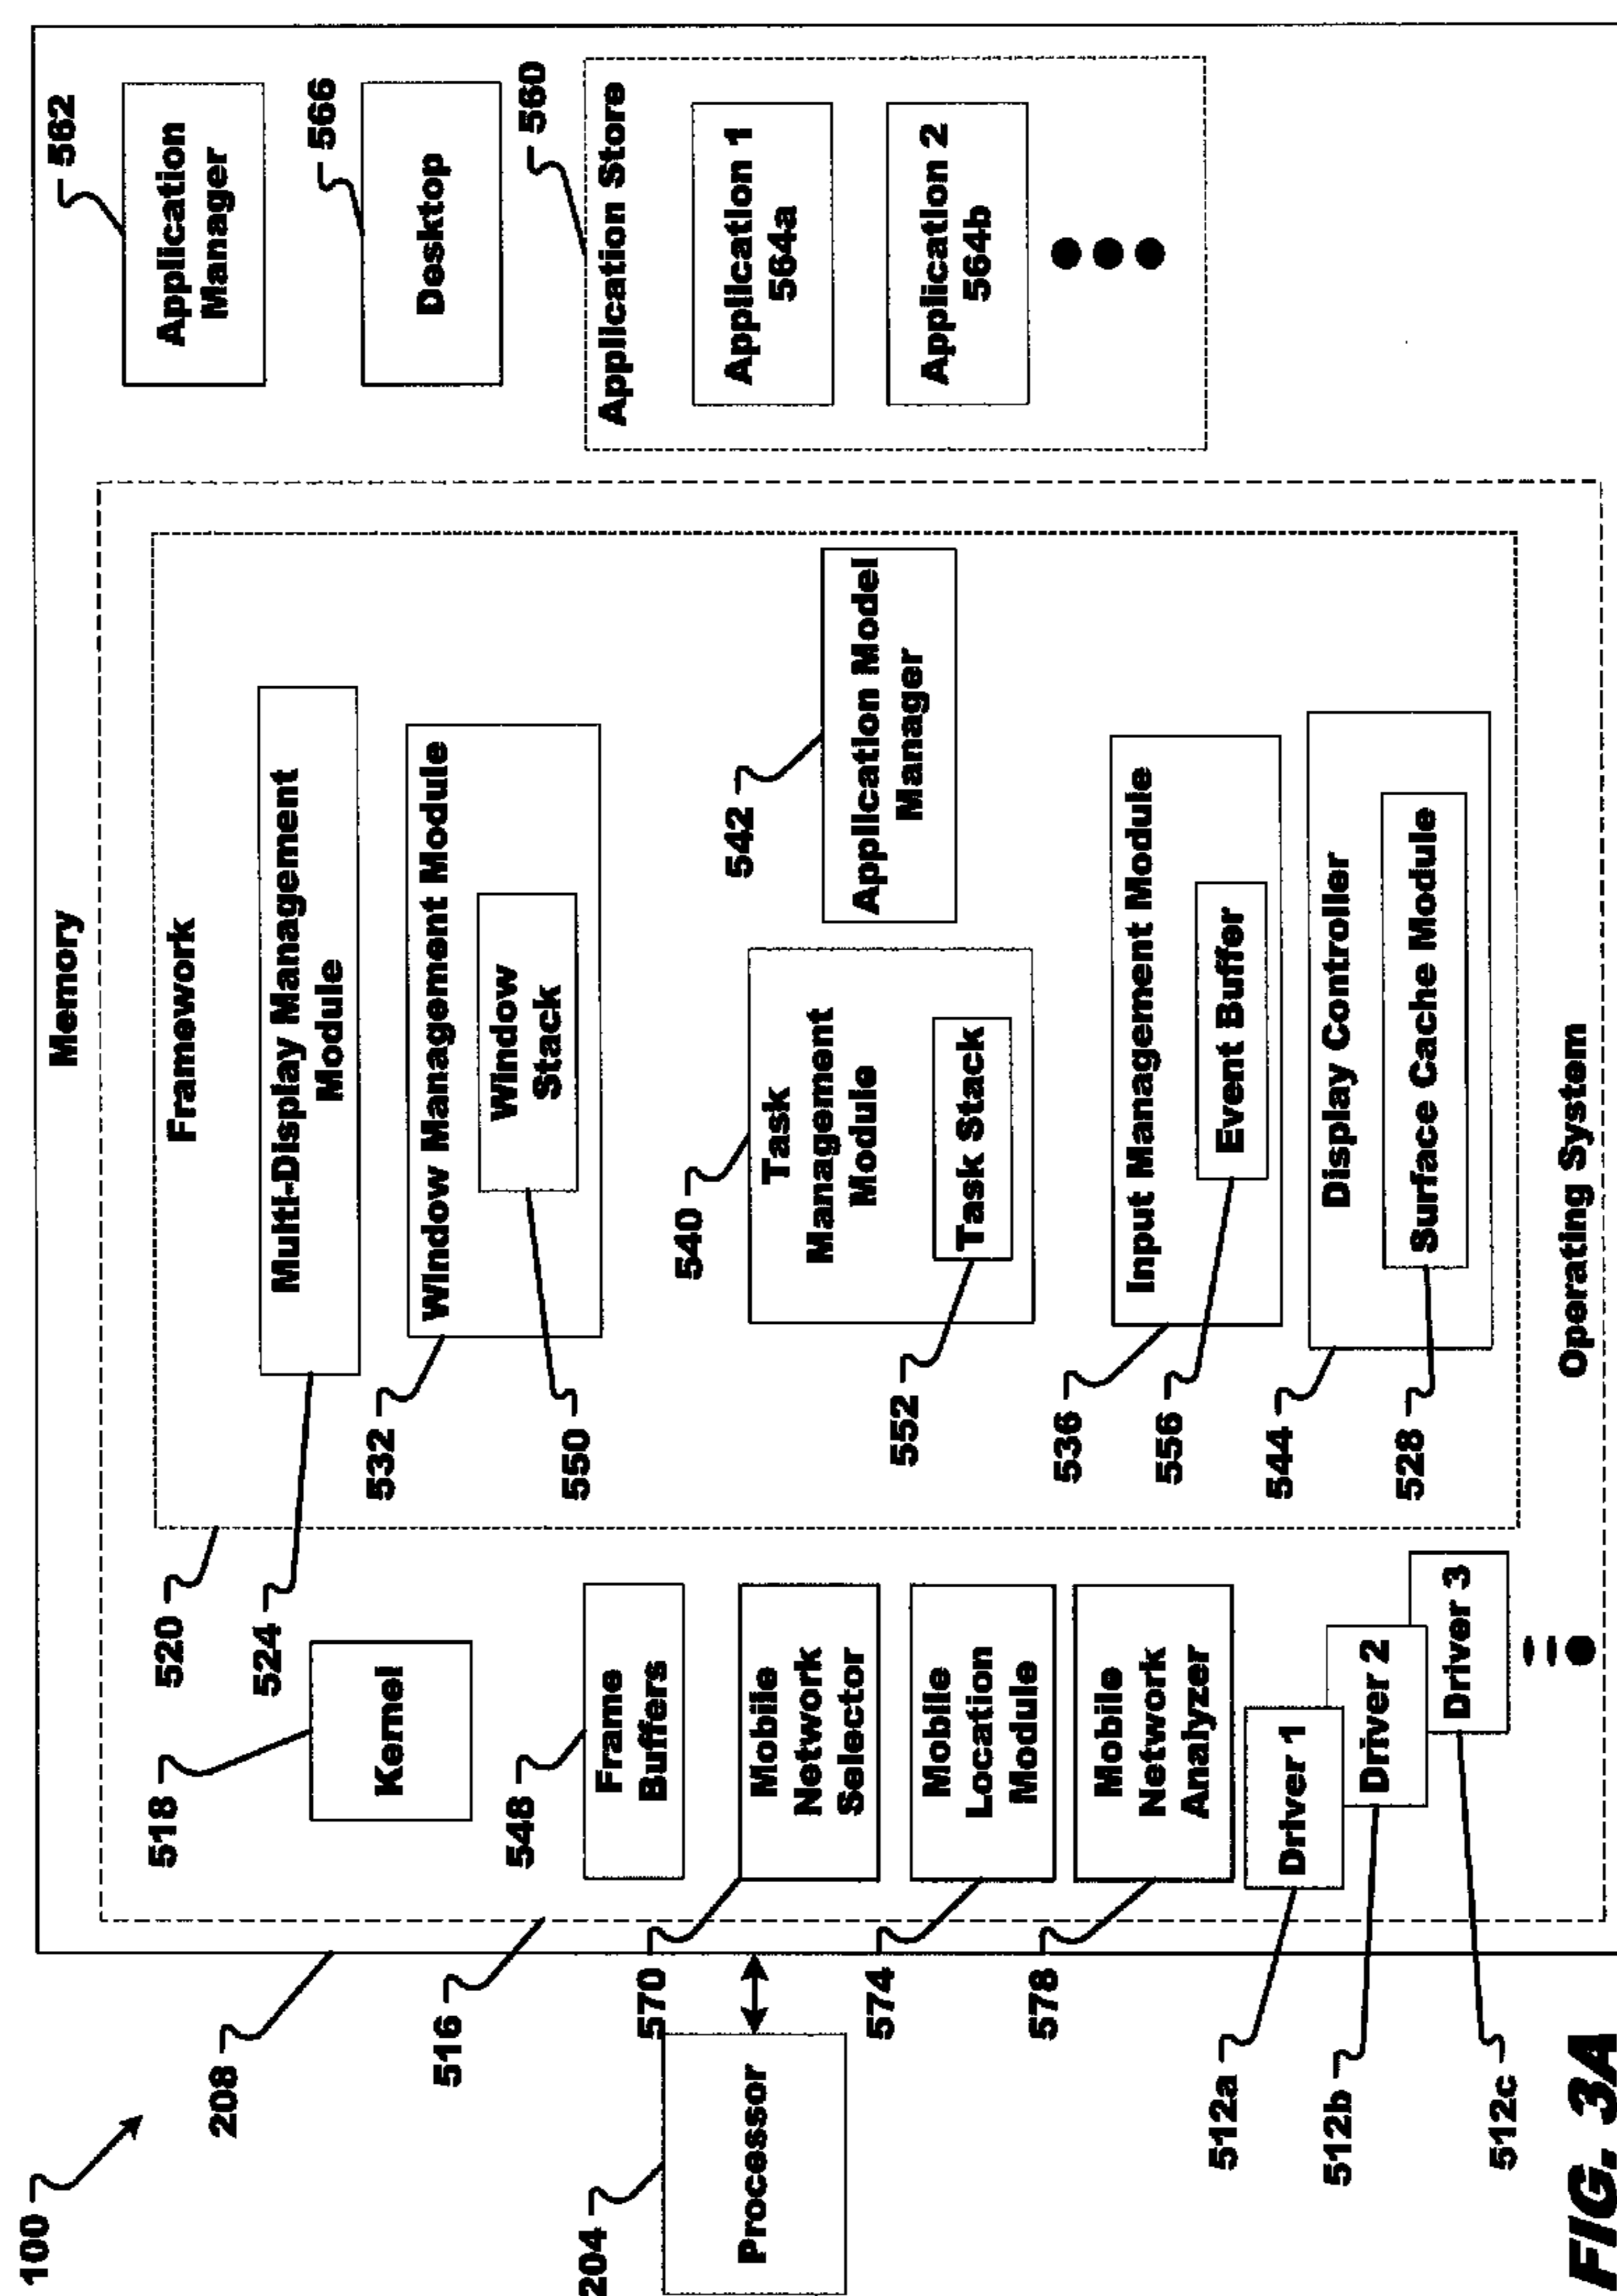 100
208
Memory
516
518
Kernel
520
Framework
524
Multi-Display Management
Module
562
Application
Manager
532
Window Management Module
550
Window
Stack
566
Desktop
548
Frame
Buffers
560
Application Store
204
Processor
570
Mobile
Network
Selector
540
Task
Management
Module
552
Task Stack
542
Application Model
Manager
Application 1
564a
574
Mobile
Location
Module
Application 2
564b
578
Mobile
Network
Analyzer
536
Input Management Module
556
Event Buffer
512a
Driver 1
512b
Driver 2
512c
Driver 3
544
Display Controller
528
Surface Cache Module
Operating System
FIG. 3A